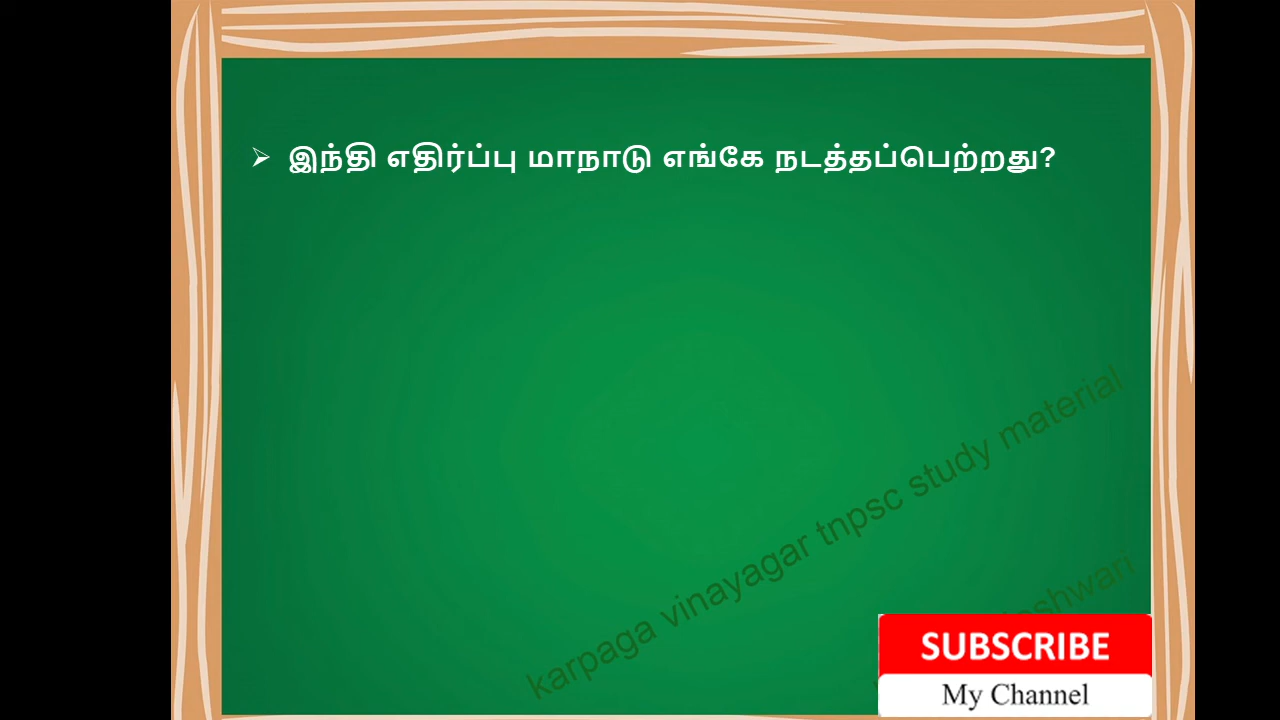 ➢ இந்தி எதிர்ப்பு மாநாடு எங்கே நடத்தப்பெற்றது?
karpaga vinayagar tnpsc study material
SUBSCRIBE
My Channel